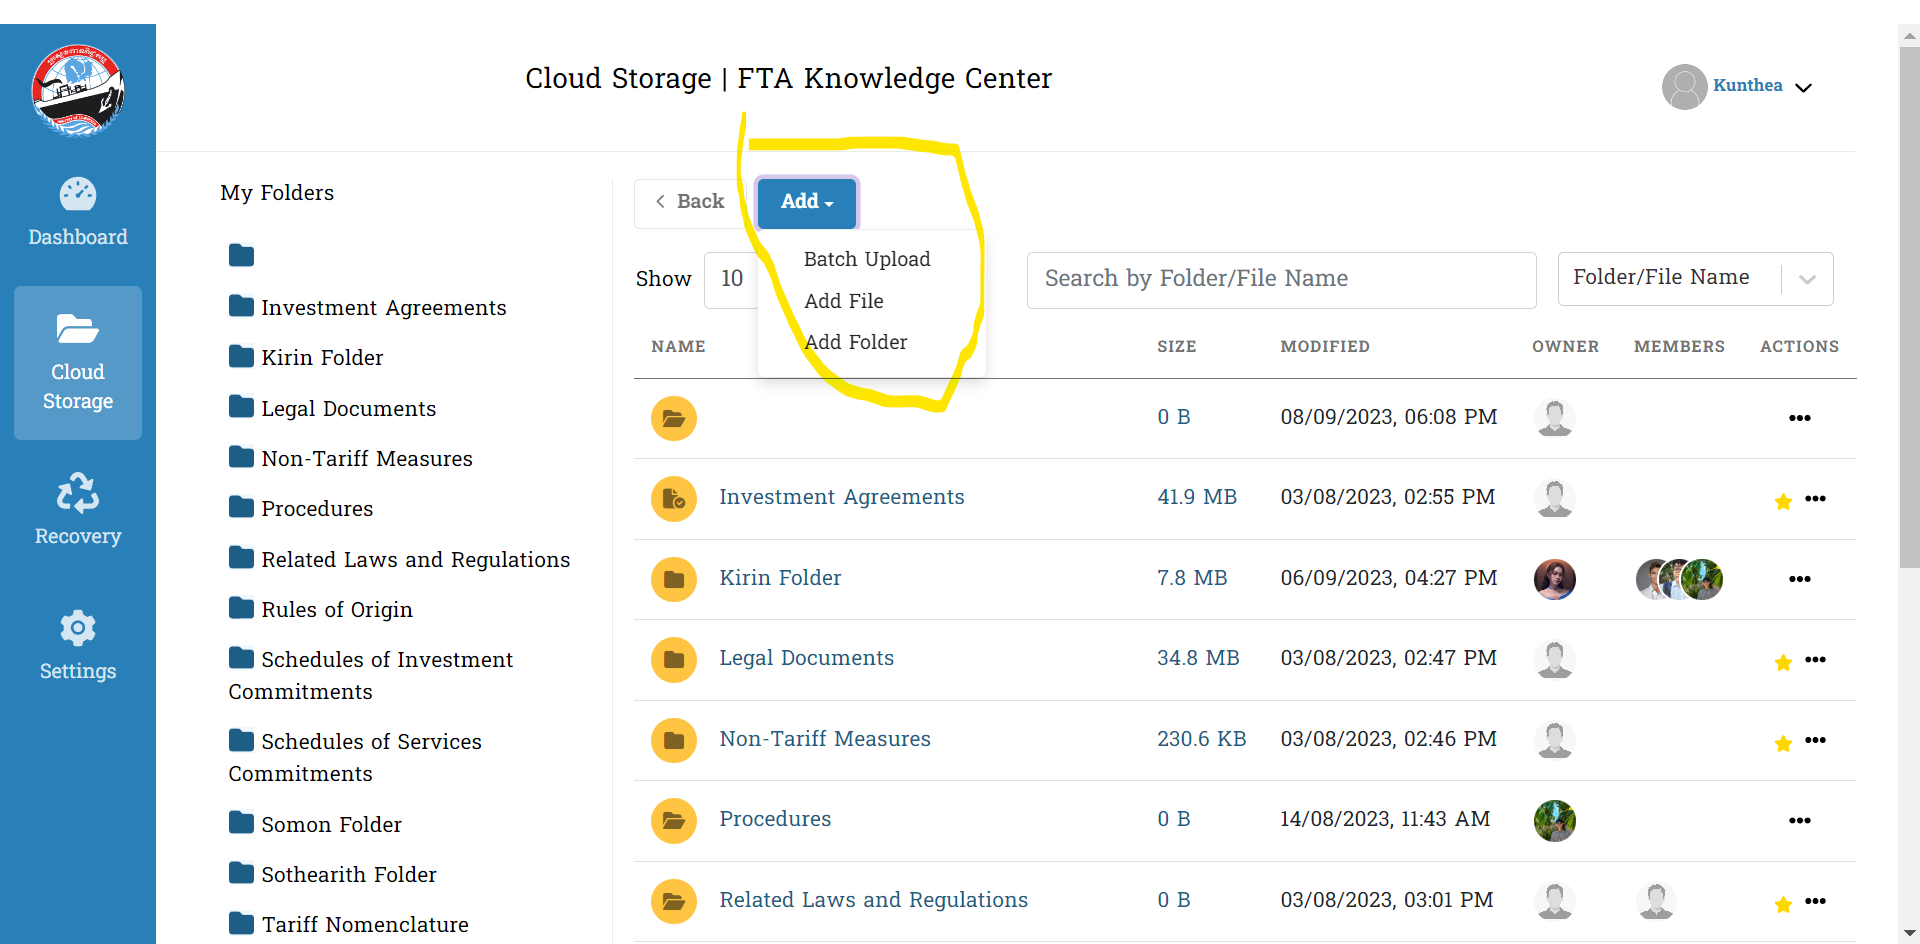 Cloud Storage | FTA Knowledge Center
Kunthea
Dashboard
Cloud
Storage
Recovery
Settings
My Folders
Investment Agreements
Kirin Folder
Legal Documents
Non-Tariff Measures
Procedures
Related Laws and Regulations
Rules of Origin
Schedules of Investment
Commitments
Schedules of Services
Commitments
Somon Folder
Sothearith Folder
Tariff Nomenclature
Back
Add
Batch Upload
Add File
Add Folder
Show 10
Search by Folder/File Name
Folder/File Name
NAME SIZE MODIFIED OWNER MEMBERS ACTIONS
0 B 08/09/2023, 06:08 PM
Investment Agreements 41.9 MB 03/08/2023, 02:55 PM
Kirin Folder 7.8 MB 06/09/2023, 04:27 PM
Legal Documents 34.8 MB 03/08/2023, 02:47 PM
Non-Tariff Measures 230.6 KB 03/08/2023, 02:46 PM
Procedures 0 B 14/08/2023, 11:43 AM
Related Laws and Regulations 0 B 03/08/2023, 03:01 PM